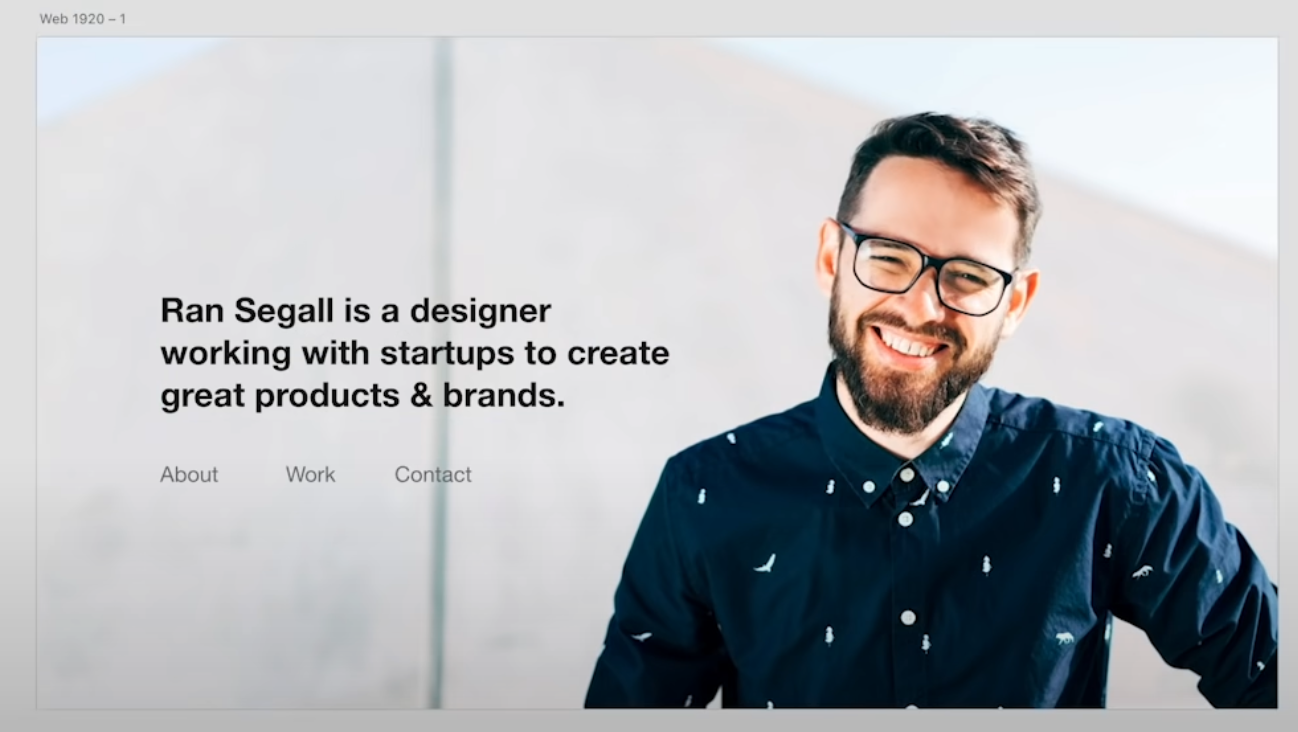 Web 1920 – 1
Ran Segall is a designer
working with startups to create
great products & brands.
About Work Contact